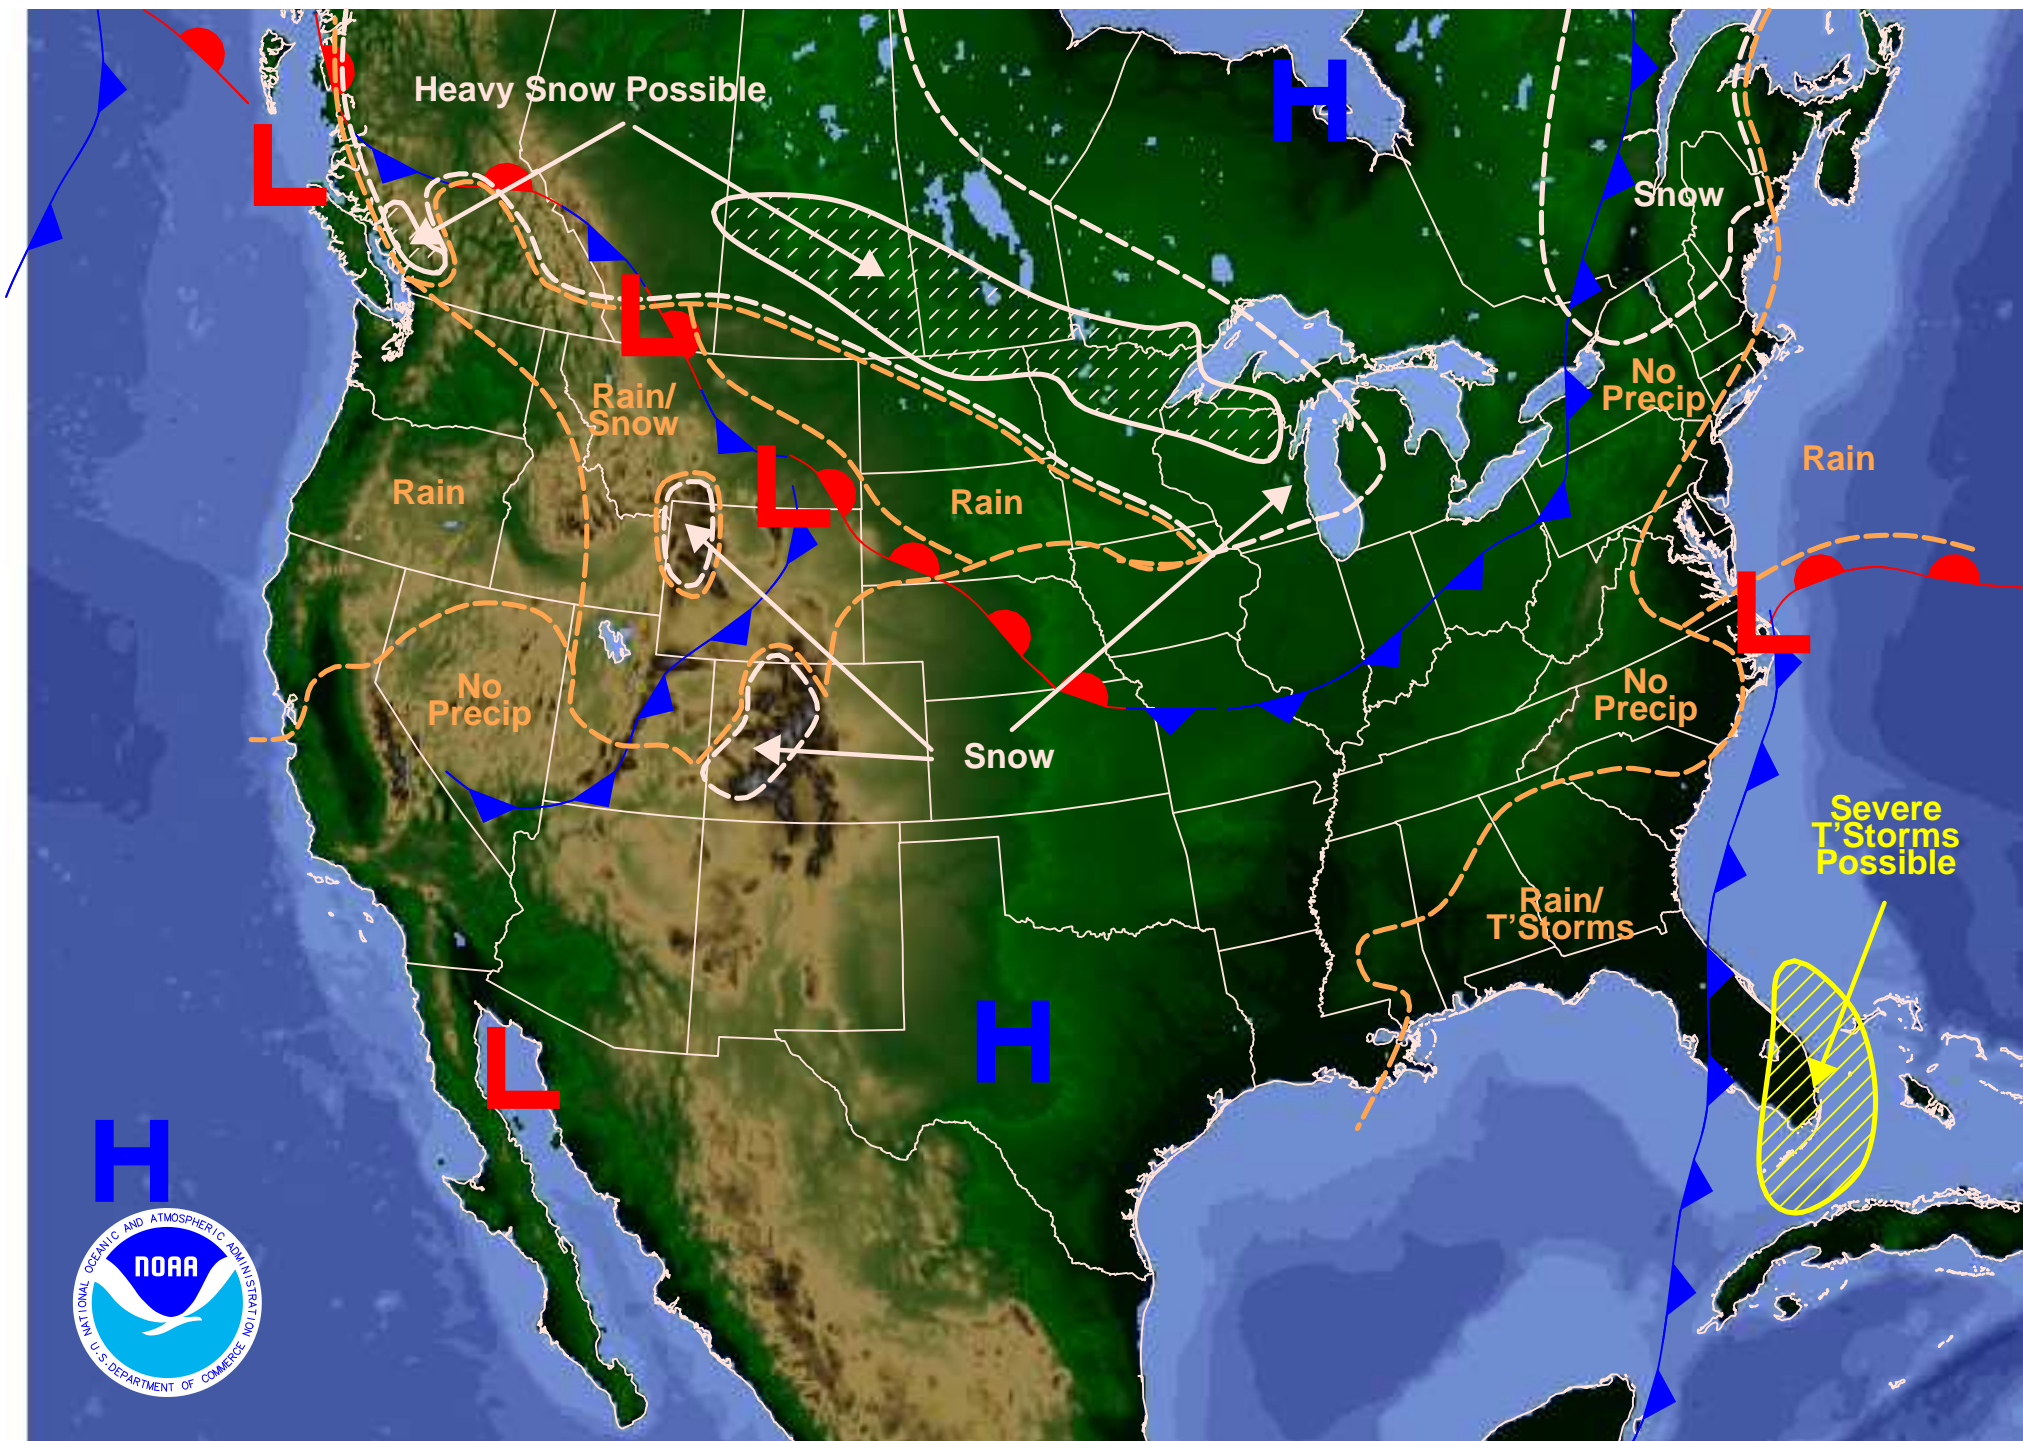 Heavy Snow Possible
H
L
Snow
L
Rain/
Snow
No
Precip
L
Rain
Rain
Rain
L
No
Precip
No
Precip
Snow
Severe
T'Storms
Possible
Rain/
T'Storms
H
L
H
NATIONAL OCEANIC AND ATMOSPHERIC ADMINISTRATION
NOAA
U.S. DEPARTMENT OF COMMERCE